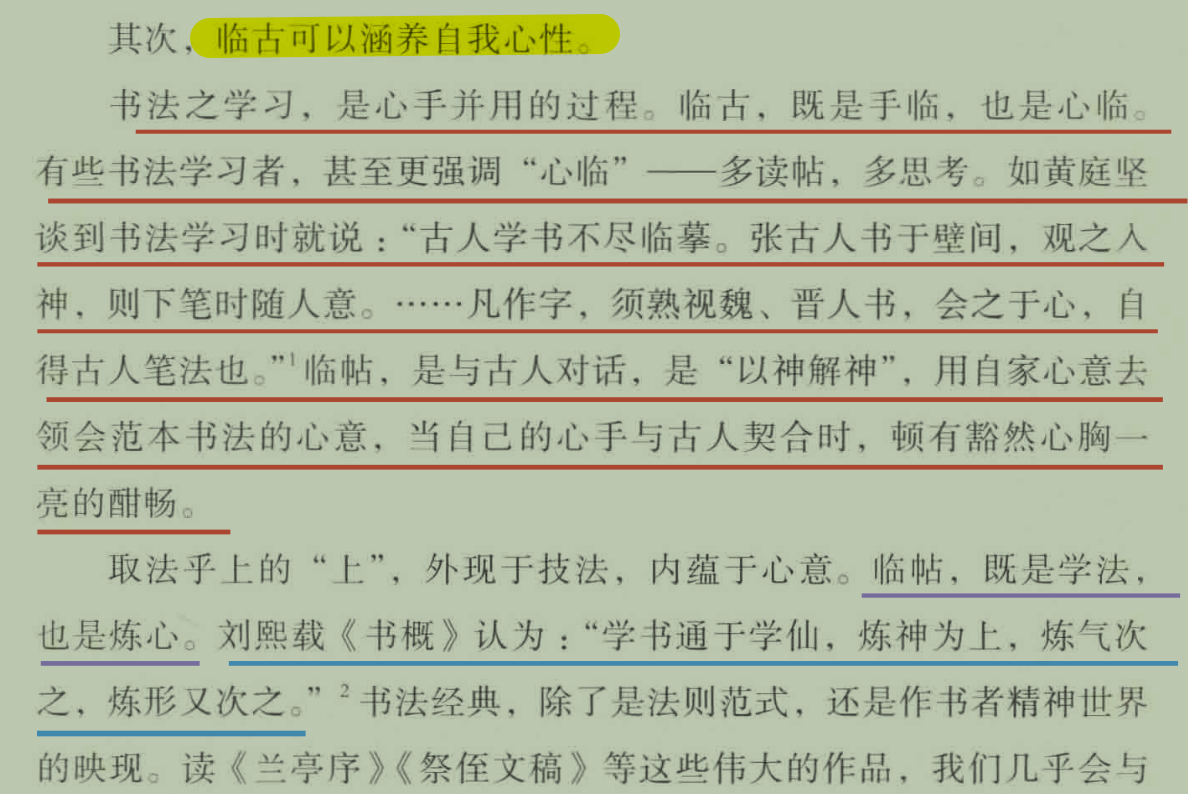 其次，临古可以涵养自我心性。
书法之学习，是心手并用的过程。临古，既是手临，也是心临。
有些书法学习者，甚至更强调“心临”——多读帖，多思考。如黄庭坚
谈到书法学习时就说：“古人学书不尽临摹。张古人书于壁间，观之入
神，则下笔时随人意。……凡作字，须熟视魏、晋人书，会之于心，自
得古人笔法也。”1临帖，是与古人对话，是“以神解神”，用自家心意去
领会范本书法的心意，当自己的心手与古人契合时，顿有豁然心胸一
亮的酣畅。
取法乎上的“上”，外现于技法，内蕴于心意。临帖，既是学法，
也是炼心。刘熙载《书概》认为：“学书通于学仙，炼神为上，炼气次
之，炼形又次之。”2书法经典，除了是法则范式，还是作书者精神世界
的映现。读《兰亭序》《祭侄文稿》等这些伟大的作品，我们几乎会与